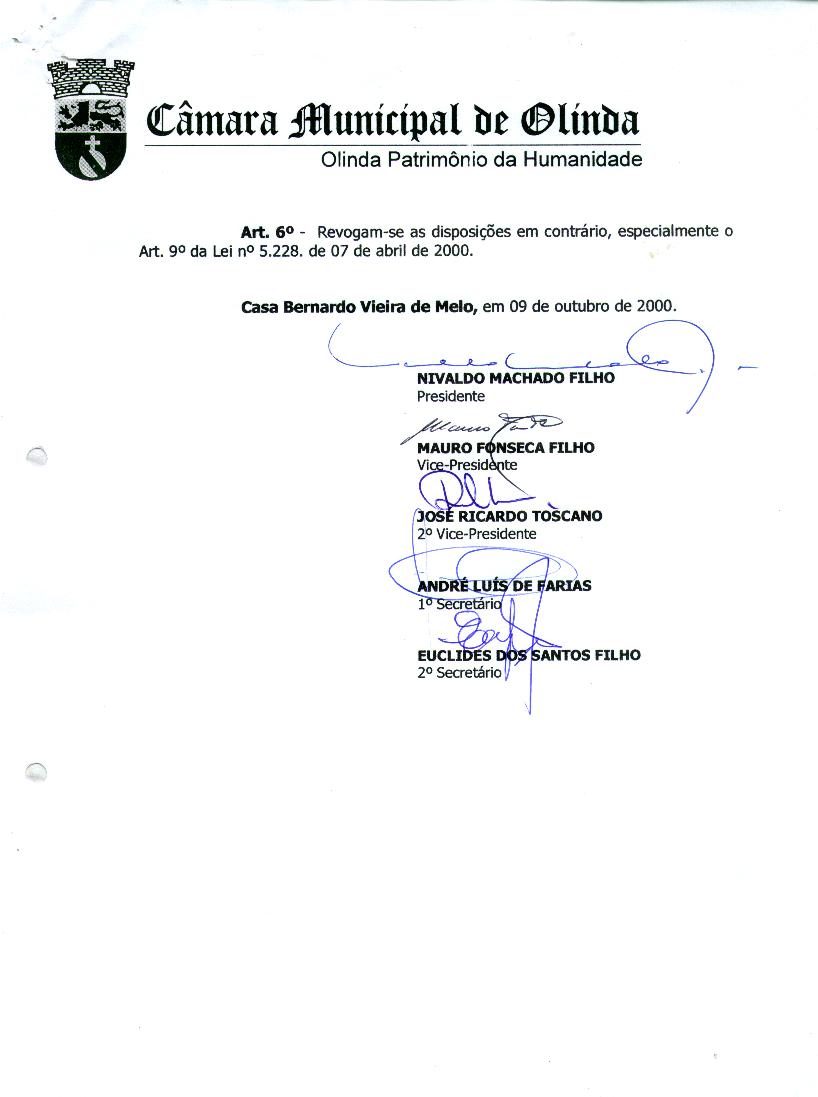 Câmara Municipal de Olinda
Olinda Patrimônio da Humanidade
Art. 6º - Revogam-se as disposições em contrário, especialmente o
Art. 9º da Lei nº 5.228. de 07 de abril de 2000.
Casa Bernardo Vieira de Melo, em 09 de outubro de 2000.
NIVALDO MACHADO FILHO
Presidente
MAURO FONSECA FILHO
Vice-Presidente
JOSÉ RICARDO TOSCANO
2º Vice-Presidente
ANDRÉ LUÍS DE FARIAS
1º Secretário
EUCLIDES DOS SANTOS FILHO
2º Secretário